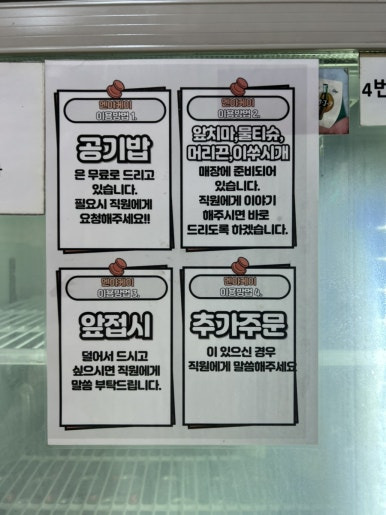 이용방법 1.
공기밥
은 무료로 드리고
있습니다.
필요시 직원에게
요청해주세요!!
이용방법 2.
앞치마,물티슈,
머리끈,이쑤시개
매장에 준비되어
있습니다.
직원에게 이야기
해주시면 바로
드리도록 하겠습니다.
이용방법 3.
앞접시
덜어서 드시고
싶으시면 직원에게
말씀 부탁드립니다.
이용방법 4.
추가주문
이 있으신 경우
직원에게 말씀해주세요
4번